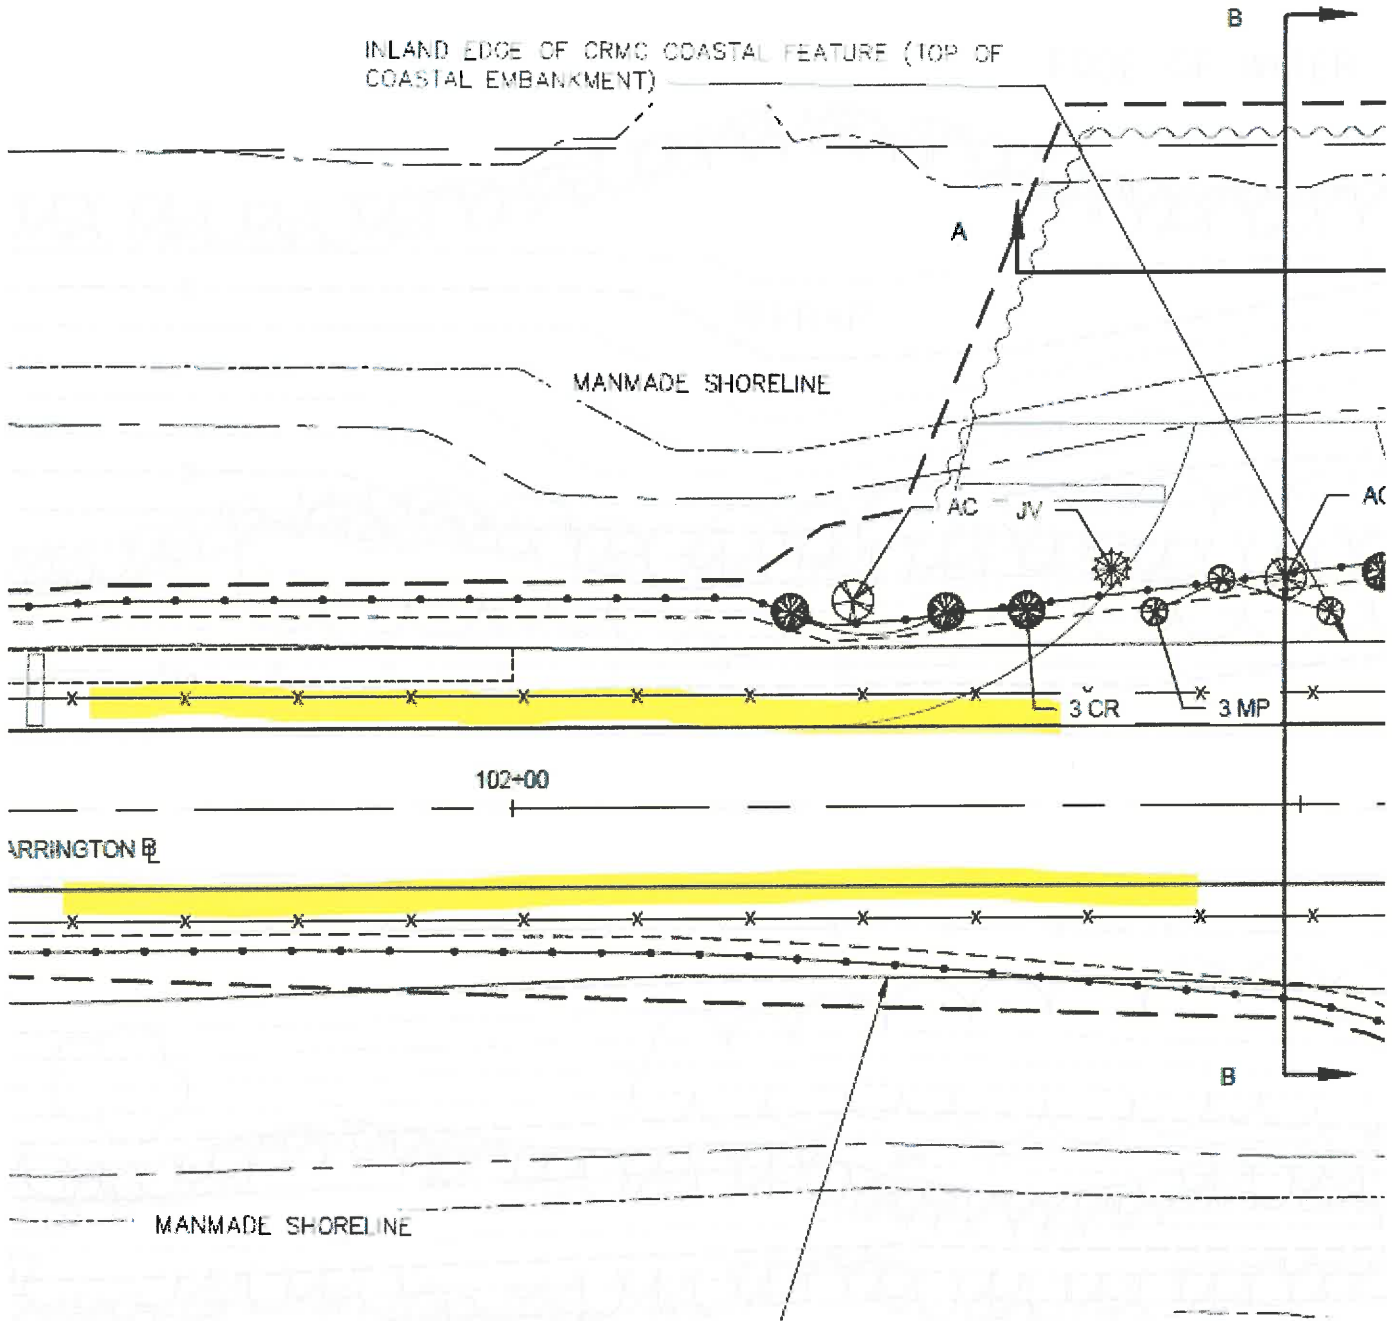 B
INLAND EDGE OF CRMC COASTAL FEATURE (TOP OF
COASTAL EMBANKMENT)
A
MANMADE SHORELINE
AC
JV
AC
3 CR
3 MP
102+00
ARRINGTON BL
B
MANMADE SHORELINE